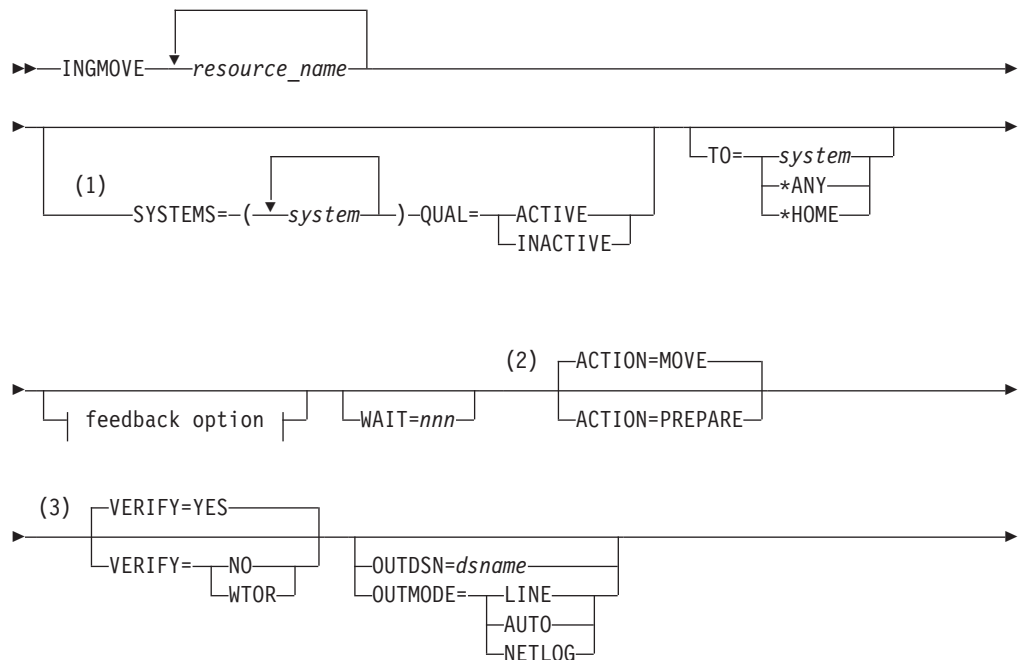 INGMOVE resource_name
TO= system
(1) *ANY
SYSTEMS= ( system ) QUAL= ACTIVE *HOME
INACTIVE
(2) ACTION=MOVE
feedback option WAIT=nnn ACTION=PREPARE
(3) VERIFY=YES
VERIFY= NO OUTDSN=dsname
WTOR OUTMODE= LINE
AUTO
NETLOG